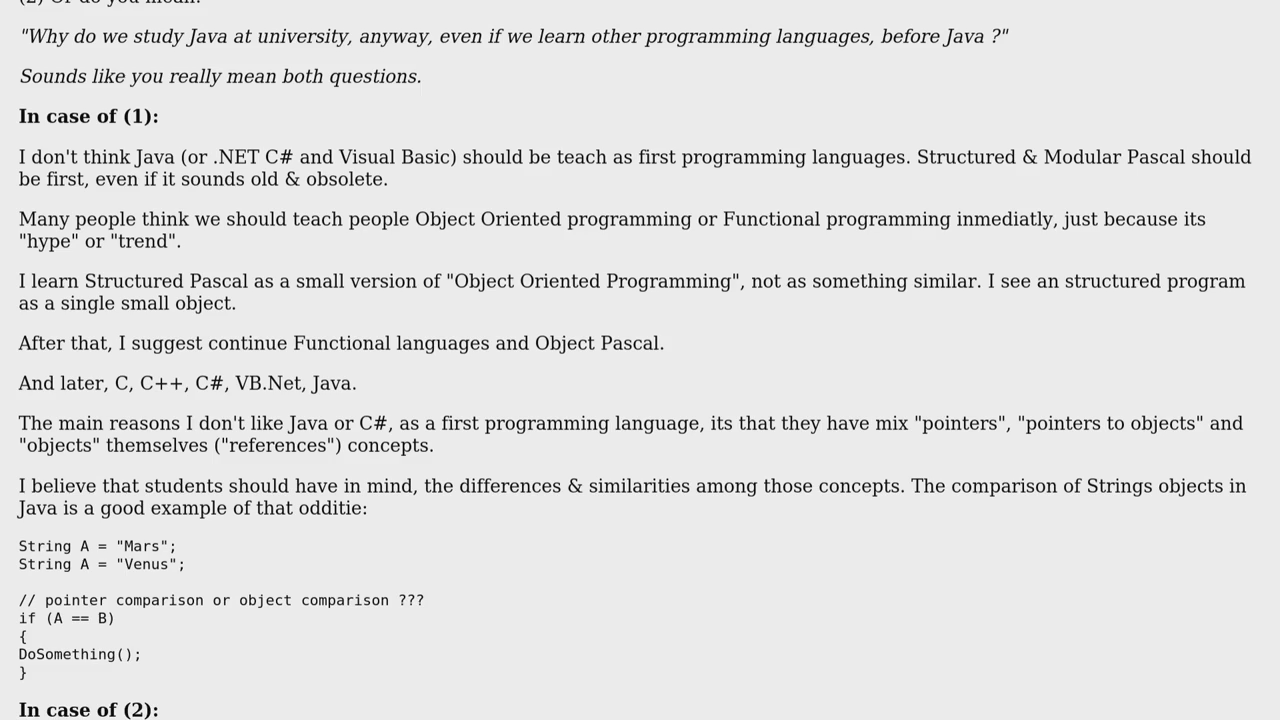 (2) Or do you mean:
"Why do we study Java at university, anyway, even if we learn other programming languages, before Java ?"
Sounds like you really mean both questions.
In case of (1):
I don't think Java (or .NET C# and Visual Basic) should be teach as first programming languages. Structured & Modular Pascal should
be first, even if it sounds old & obsolete.
Many people think we should teach people Object Oriented programming or Functional programming inmediatly, just because its
"hype" or "trend".
I learn Structured Pascal as a small version of "Object Oriented Programming", not as something similar. I see an structured program
as a single small object.
After that, I suggest continue Functional languages and Object Pascal.
And later, C, C++, C#, VB.Net, Java.
The main reasons I don't like Java or C#, as a first programming language, its that they have mix "pointers", "pointers to objects" and
"objects" themselves ("references") concepts.
I believe that students should have in mind, the differences & similarities among those concepts. The comparison of Strings objects in
Java is a good example of that odditie:
String A = "Mars";
String A = "Venus";
// pointer comparison or object comparison ???
if (A == B)
{
DoSomething();
}
In case of (2):